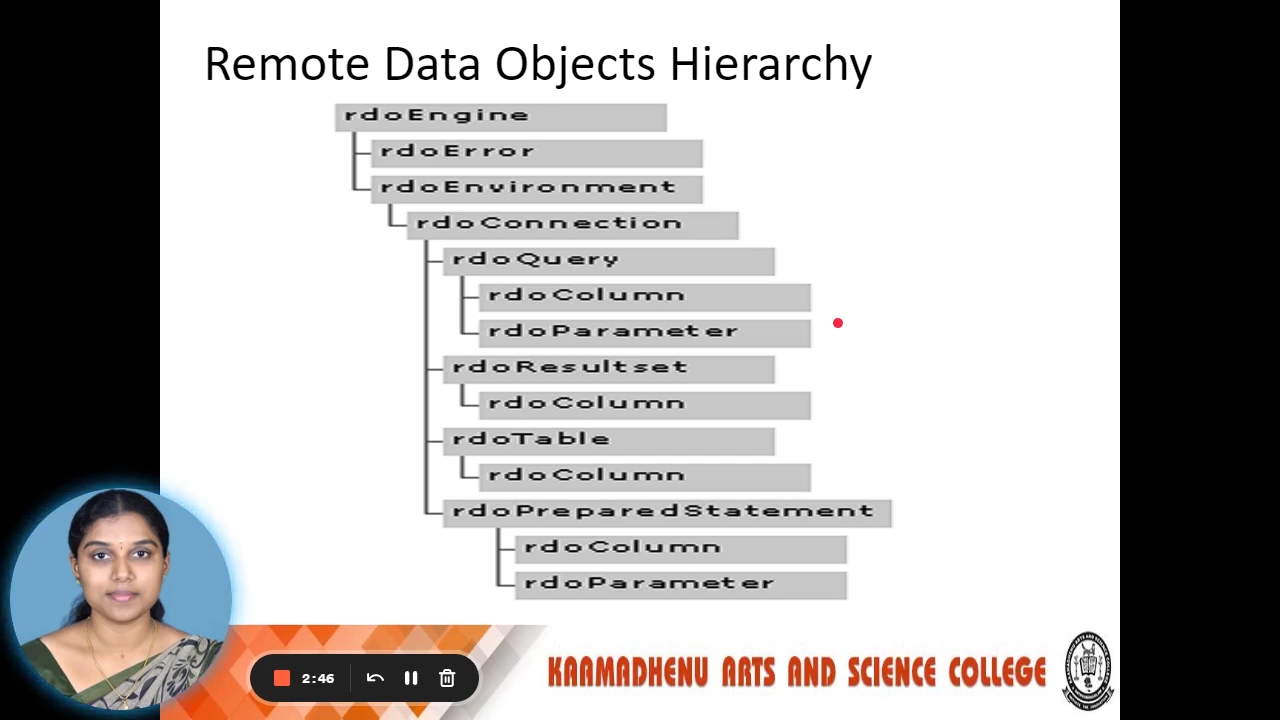 Remote Data Objects Hierarchy
rdoEngine
rdoError
rdoEnvironment
rdoConnection
rdoQuery
rdoColumn
rdoParameter
rdoResultset
rdoColumn
rdoTable
rdoColumn
rdoPreparedStatement
rdoColumn
rdoParameter
2:46
KAAMADHENU ARTS AND SCIENCE COLLEGE